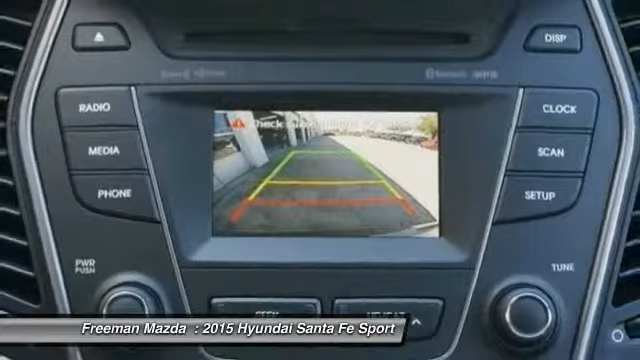 DISP
RADIO
CLOCK
MEDIA
SCAN
PHONE
SETUP
PWR
PUSH
TUNE
Freeman Mazda : 2015 Hyundai Santa Fe Sport